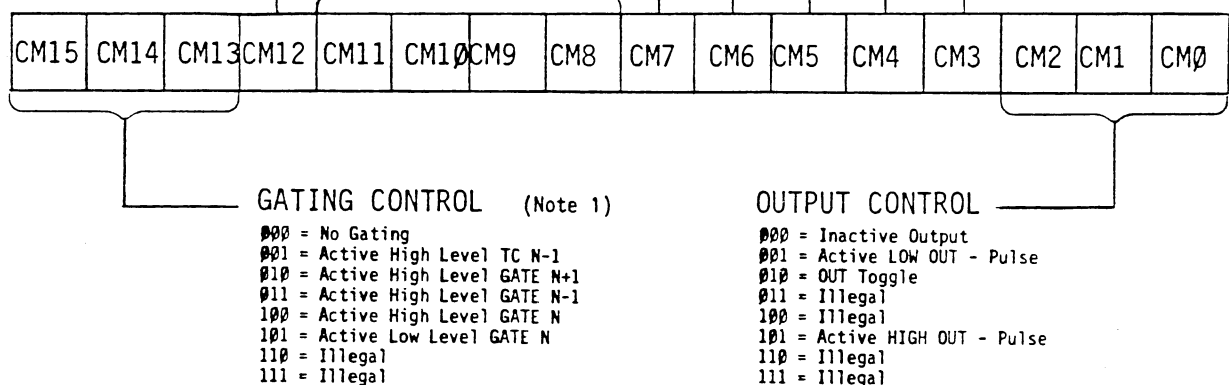 CM15 CM14 CM13 CM12 CM11 CM1Ø CM9 CM8 CM7 CM6 CM5 CM4 CM3 CM2 CM1 CMØ
GATING CONTROL (Note 1)
ØØØ = No Gating
ØØ1 = Active High Level TC N-1
Ø1Ø = Active High Level GATE N+1
Ø11 = Active High Level GATE N-1
1ØØ = Active High Level GATE N
1Ø1 = Active Low Level GATE N
11Ø = Illegal
111 = Illegal
OUTPUT CONTROL
ØØØ = Inactive Output
ØØ1 = Active LOW OUT - Pulse
Ø1Ø = OUT Toggle
Ø11 = Illegal
1ØØ = Illegal
1Ø1 = Active HIGH OUT - Pulse
11Ø = Illegal
111 = Illegal